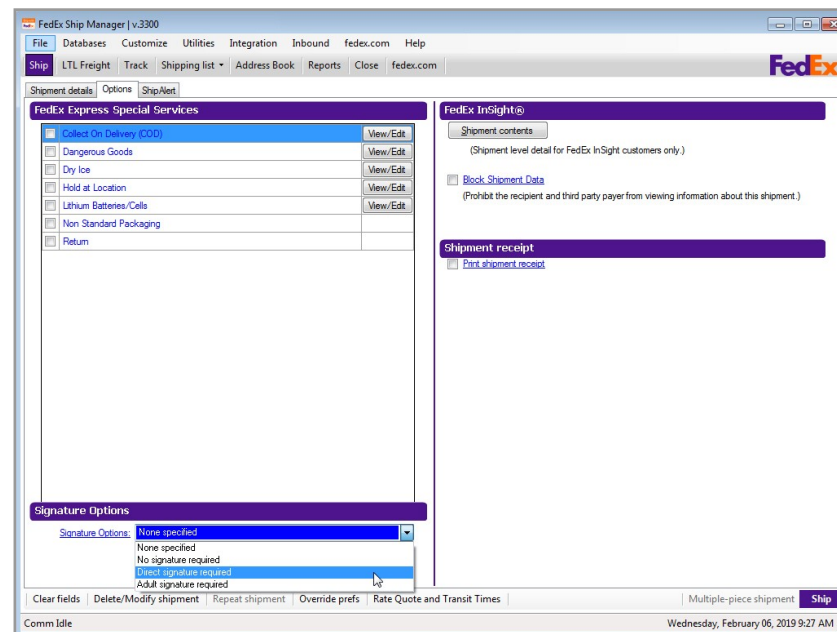 FedEx Ship Manager | v.3300
File Databases Customize Utilities Integration Inbound fedex.com Help
Ship LTL Freight Track Shipping list Address Book Reports Close fedex.com FedEx
Shipment details Options ShipAlert
FedEx Express Special Services
Collect On Delivery (COD) View/Edit
Dangerous Goods View/Edit
Dry Ice View/Edit
Hold at Location View/Edit
Lithium Batteries/Cells View/Edit
Non Standard Packaging
Return
FedEx InSight®
Shipment contents
(Shipment level detail for FedEx InSight customers only.)
Block Shipment Data
(Prohibit the recipient and third party payer from viewing information about this shipment.)
Shipment receipt
Print shipment receipt
Signature Options
Signature Options: None specified
None specified
No signature required
Direct signature required
Adult signature required
Clear fields Delete/Modify shipment Repeat shipment Override prefs Rate Quote and Transit Times Multiple-piece shipment Ship
Comm Idle Wednesday, February 06, 2019 9:27 AM